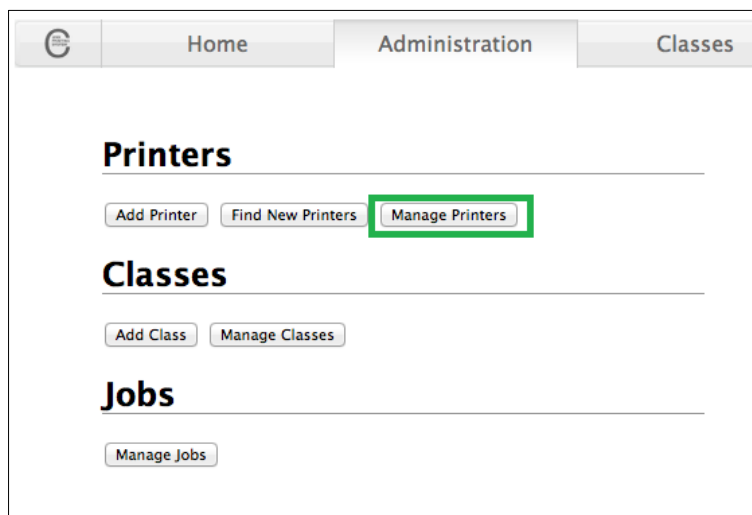 Home Administration Classes
Printers
Add Printer Find New Printers Manage Printers
Classes
Add Class Manage Classes
Jobs
Manage Jobs